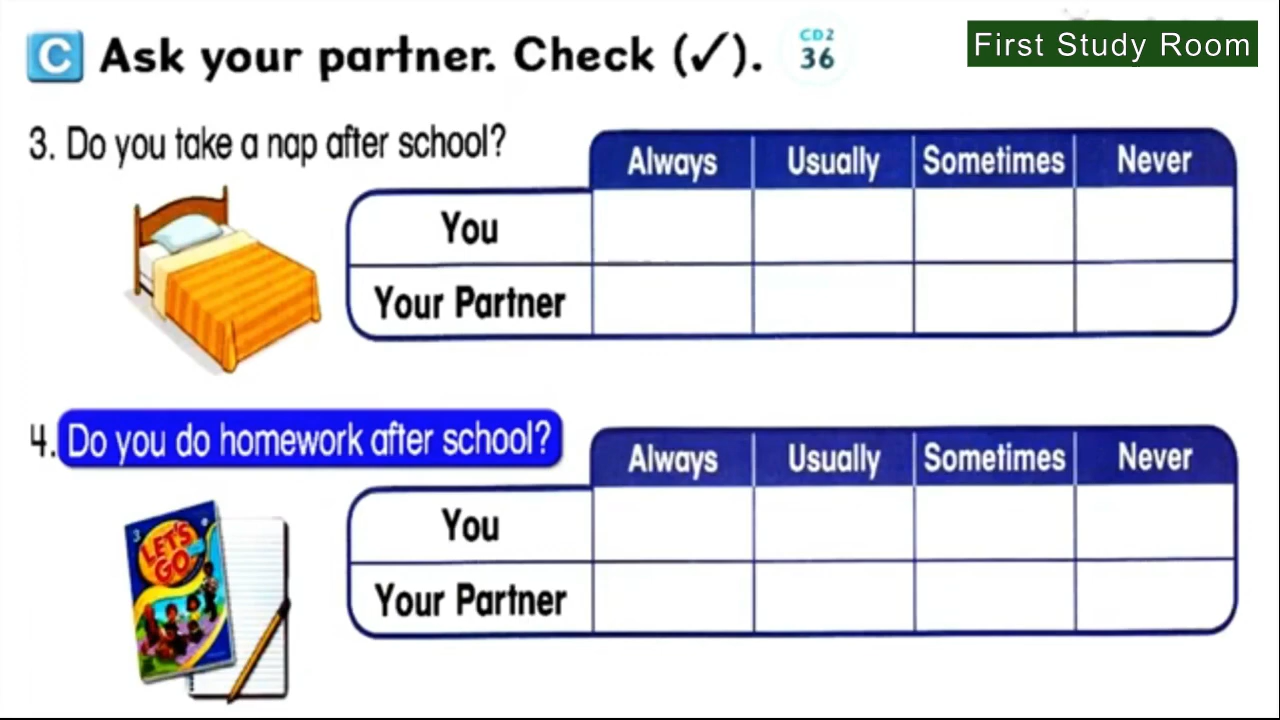 C Ask your partner. Check (✓). CD2 36
First Study Room
3. Do you take a nap after school?
Always Usually Sometimes Never
You
Your Partner
4. Do you do homework after school?
Always Usually Sometimes Never
You
Your Partner
3
LET'S
GO